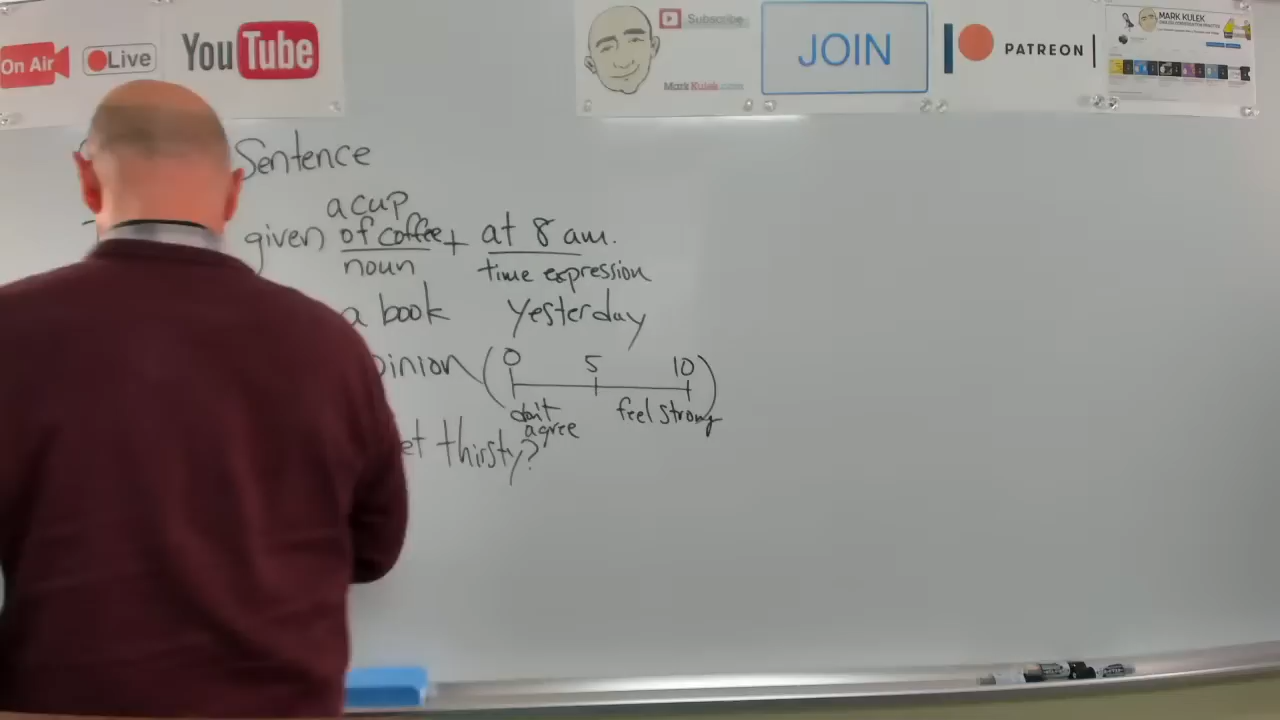 On Air
Live
YouTube
Subscribe
MarkKulek.com
JOIN
PATREON
MARK KULEK
Sentence
a cup
given of coffee + at 8 am.
noun time expression
a book yesterday
pinion ( 0 5 10 )
don't agree feel strong
et thirsty?